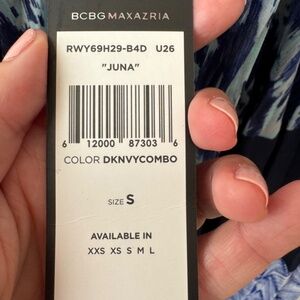 BCBGMAXAZRIA
RWY69H29-B4D U26
"JUNA"
6 12000 87303 6
COLOR DKNVYCOMBO
SIZE S
AVAILABLE IN
XXS XS S M L